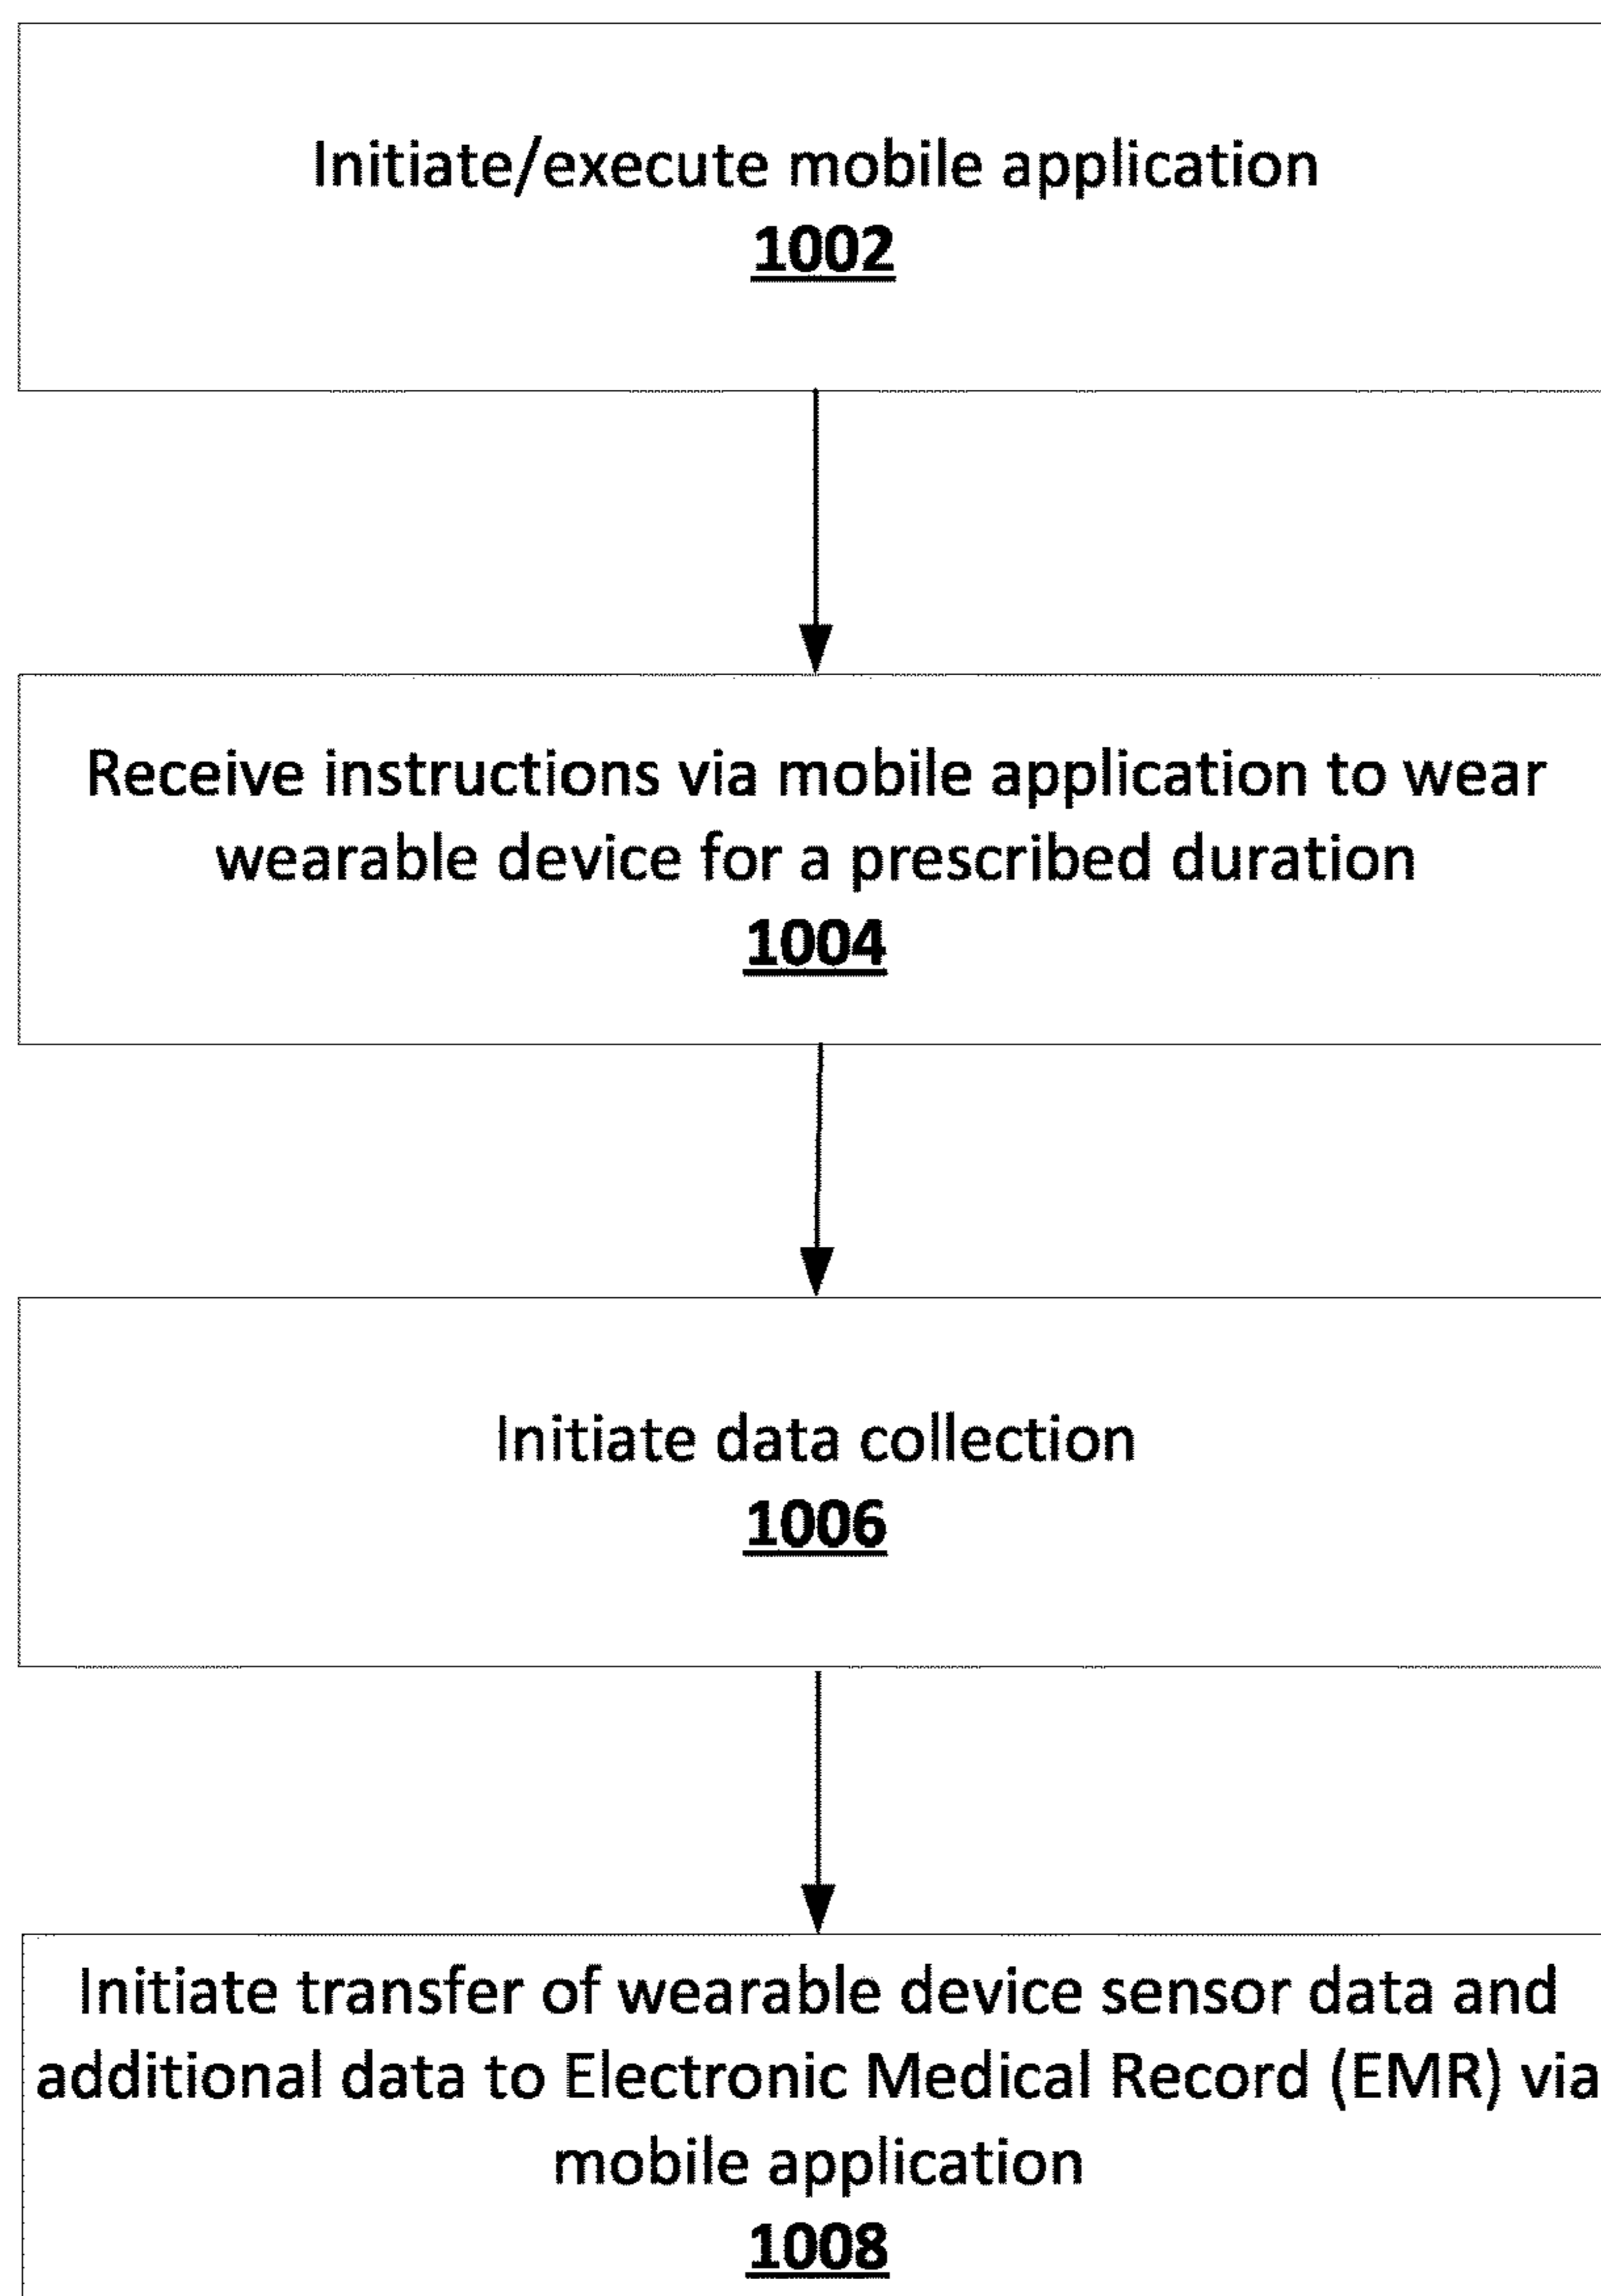 Initiate/execute mobile application
1002
Receive instructions via mobile application to wear
wearable device for a prescribed duration
1004
Initiate data collection
1006
Initiate transfer of wearable device sensor data and
additional data to Electronic Medical Record (EMR) via
mobile application
1008